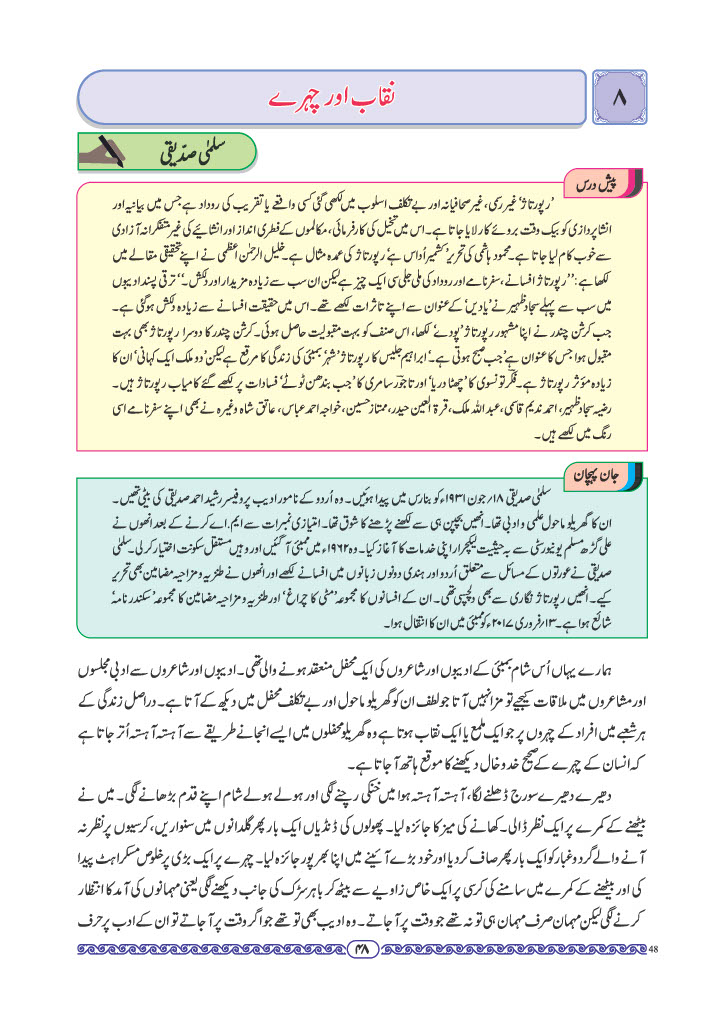 ۸
نقاب اور چہرے
سلمیٰ صدّیقی
پیش درس
’رپورتاژ‘ غیر رسمی، غیر صحافیانہ اور بے تکلف اسلوب میں لکھی گئی کسی واقعے یا تقریب کی روداد ہے جس میں بیانیہ اور
انشا پردازی کو بیک وقت بروئے کار لایا جاتا ہے۔ اس میں تخیل کی کارفرمائی، مکالموں کے فطری انداز اور انشائیے کی غیر متفکرانہ آزادی
سے خوب کام لیا جاتا ہے۔ محمود ہاشمی کی تحریر ’کشمیر اُداس ہے‘ رپورتاژ کی عمدہ مثال ہے۔ خلیل الرحمٰن اعظمی نے اپنے تحقیقی مقالے میں
لکھا ہے: ’’رپورتاژ افسانے، سفرنامے اور روداد کی ملی جلی سی ایک چیز ہے لیکن ان سب سے زیادہ مزیدار اور دلکش۔‘‘ ترقی پسند ادیبوں
میں سب سے پہلے سجاد ظہیر نے ’یادیں‘ کے عنوان سے اپنے تاثرات لکھے تھے۔ اس میں حقیقت افسانے سے زیادہ دلکش ہوگئی ہے۔
جب کرشن چندر نے اپنا مشہور رپورتاژ ’پودے‘ لکھا، اس صنف کو بہت مقبولیت حاصل ہوئی۔ کرشن چندر کا دوسرا رپورتاژ بھی بہت
مقبول ہوا جس کا عنوان ہے ’جب صبح ہوتی ہے۔‘ ابراہیم جلیس کا رپورتاژ ’شہر‘ بمبئی کی زندگی کا مرقع ہے لیکن ’دو ملک ایک کہانی‘ ان کا
زیادہ مؤثر رپورتاژ ہے۔ فکر تونسوی کا ’چھٹا دریا‘ اور تاجور سامری کا ’جب بندھن ٹوٹے‘ فسادات پر لکھے گئے کامیاب رپورتاژ ہیں۔
رضیہ سجاد ظہیر، احمد ندیم قاسمی، عبداللہ ملک، قرۃ العین حیدر، ممتاز حسین، خواجہ احمد عباس، عاتق شاہ وغیرہ نے بھی اپنے سفرنامے اسی
رنگ میں لکھے ہیں۔
جان پہچان
سلمیٰ صدیقی ۱۸؍جون ۱۹۳۱ء کو بنارس میں پیدا ہوئیں۔ وہ اُردو کے نامور ادیب پروفیسر رشید احمد صدیقی کی بیٹی تھیں۔
ان کا گھریلو ماحول علمی و ادبی تھا۔ انھیں بچپن ہی سے لکھنے پڑھنے کا شوق تھا۔ امتیازی نمبرات سے ایم۔اے کرنے کے بعد انھوں نے
علی گڑھ مسلم یونیورسٹی سے بہ حیثیت لیکچرار اپنی خدمات کا آغاز کیا۔ وہ ۱۹۶۲ء میں ممبئی آگئیں اور وہیں مستقل سکونت اختیار کرلی۔ سلمیٰ
صدیقی نے عورتوں کے مسائل سے متعلق اُردو اور ہندی دونوں زبانوں میں افسانے لکھے اور انھوں نے طنزیہ و مزاحیہ مضامین بھی تحریر
کیے۔ انھیں رپورتاژ نگاری سے بھی دلچسپی تھی۔ ان کے افسانوں کا مجموعہ ’مٹی کا چراغ‘ اور طنزیہ و مزاحیہ مضامین کا مجموعہ ’سکندر نامہ‘
شائع ہوا ہے۔ ۱۳؍فروری ۲۰۱۷ء کو ممبئی میں ان کا انتقال ہوا۔
ہمارے یہاں اُس شام بمبئی کے ادیبوں اور شاعروں کی ایک محفل منعقد ہونے والی تھی۔ ادیبوں اور شاعروں سے ادبی مجلسوں
اور مشاعروں میں ملاقات کیجیے تو مزا نہیں آتا جو لطف ان کو گھریلو ماحول اور بے تکلف محفل میں دیکھ کے آتا ہے۔ دراصل زندگی کے
ہر شعبے میں افراد کے چہروں پر جو ایک ملمع یا ایک نقاب ہوتا ہے وہ گھریلو محفلوں میں ایسے انجانے طریقے سے آہستہ آہستہ اُتر جاتا ہے
کہ انسان کے چہرے کے صحیح خدوخال دیکھنے کا موقع ہاتھ آجاتا ہے۔
دھیرے دھیرے سورج ڈھلنے لگا، آہستہ آہستہ ہوا میں خنکی رچنے لگی اور ہولے ہولے شام اپنے قدم بڑھانے لگی۔ میں نے
بیٹھنے کے کمرے پر ایک نظر ڈالی۔ کھانے کی میز کا جائزہ لیا۔ پھولوں کی ڈنڈیاں ایک بار پھر گلدانوں میں سنواریں، کرسیوں پر نظر نہ
آنے والے گرد و غبار کو ایک بار پھر صاف کردیا اور خود بڑے آئینے میں اپنا بھرپور جائزہ لیا۔ چہرے پر ایک بڑی پرخلوص مسکراہٹ پیدا
کی اور بیٹھنے کے کمرے میں سامنے کی کرسی پر ایک خاص زاویے سے بیٹھ کر باہر سڑک کی جانب دیکھنے لگی یعنی مہمانوں کی آمد کا انتظار
کرنے لگی لیکن مہمان صرف مہمان ہی تو نہ تھے جو وقت پر آجاتے۔ وہ ادیب بھی تو تھے جو اگر وقت پر آجاتے تو ان کے ادب پر حرف
۴۸
48